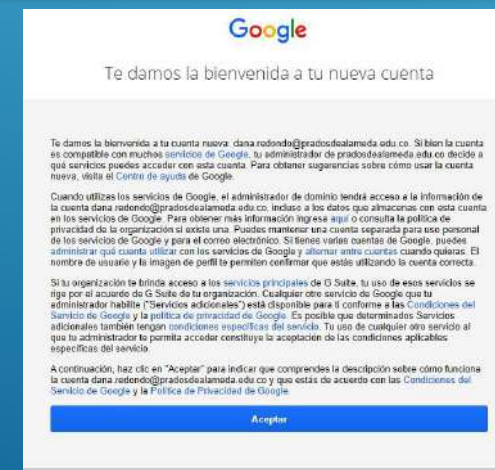 Google
Te damos la bienvenida a tu nueva cuenta
Te damos la bienvenida a tu cuenta nueva: dana.redondo@pradosdealameda.edu.co. Si bien la cuenta
es compatible con muchos servicios de Google, tu administrador de pradosdealameda.edu.co decide a
qué servicios puedes acceder con esta cuenta. Para obtener sugerencias sobre cómo usar la cuenta
nueva, visita el Centro de ayuda de Google.
Cuando utilizas los servicios de Google, el administrador de dominio tendrá acceso a la información de
la cuenta dana.redondo@pradosdealameda.edu.co, incluso a los datos que almacenas con esta cuenta
en los servicios de Google. Para obtener más información ingresa aquí o consulta la política de
privacidad de la organización si existe una. Puedes mantener una cuenta separada para uso personal
de los servicios de Google y para el correo electrónico. Si tienes varias cuentas de Google, puedes
administrar qué cuenta utilizar con los servicios de Google y alternar entre cuentas cuando quieras. El
nombre de usuario y la imagen de perfil te permiten confirmar que estás utilizando la cuenta correcta.
Si tu organización te brinda acceso a los servicios principales de G Suite, tu uso de esos servicios se
rige por el acuerdo de G Suite de tu organización. Cualquier otro servicio de Google que tu
administrador habilite ("Servicios adicionales") está disponible para ti conforme a las Condiciones del
Servicio de Google y la política de privacidad de Google. Es posible que determinados Servicios
adicionales también tengan condiciones específicas del servicio. Tu uso de cualquier otro servicio al
que tu administrador te permita acceder constituye la aceptación de las condiciones aplicables
específicas del servicio.
A continuación, haz clic en "Aceptar" para indicar que comprendes la descripción sobre cómo funciona
la cuenta dana.redondo@pradosdealameda.edu.co y que estás de acuerdo con las Condiciones del
Servicio de Google y la Política de Privacidad de Google.
Aceptar